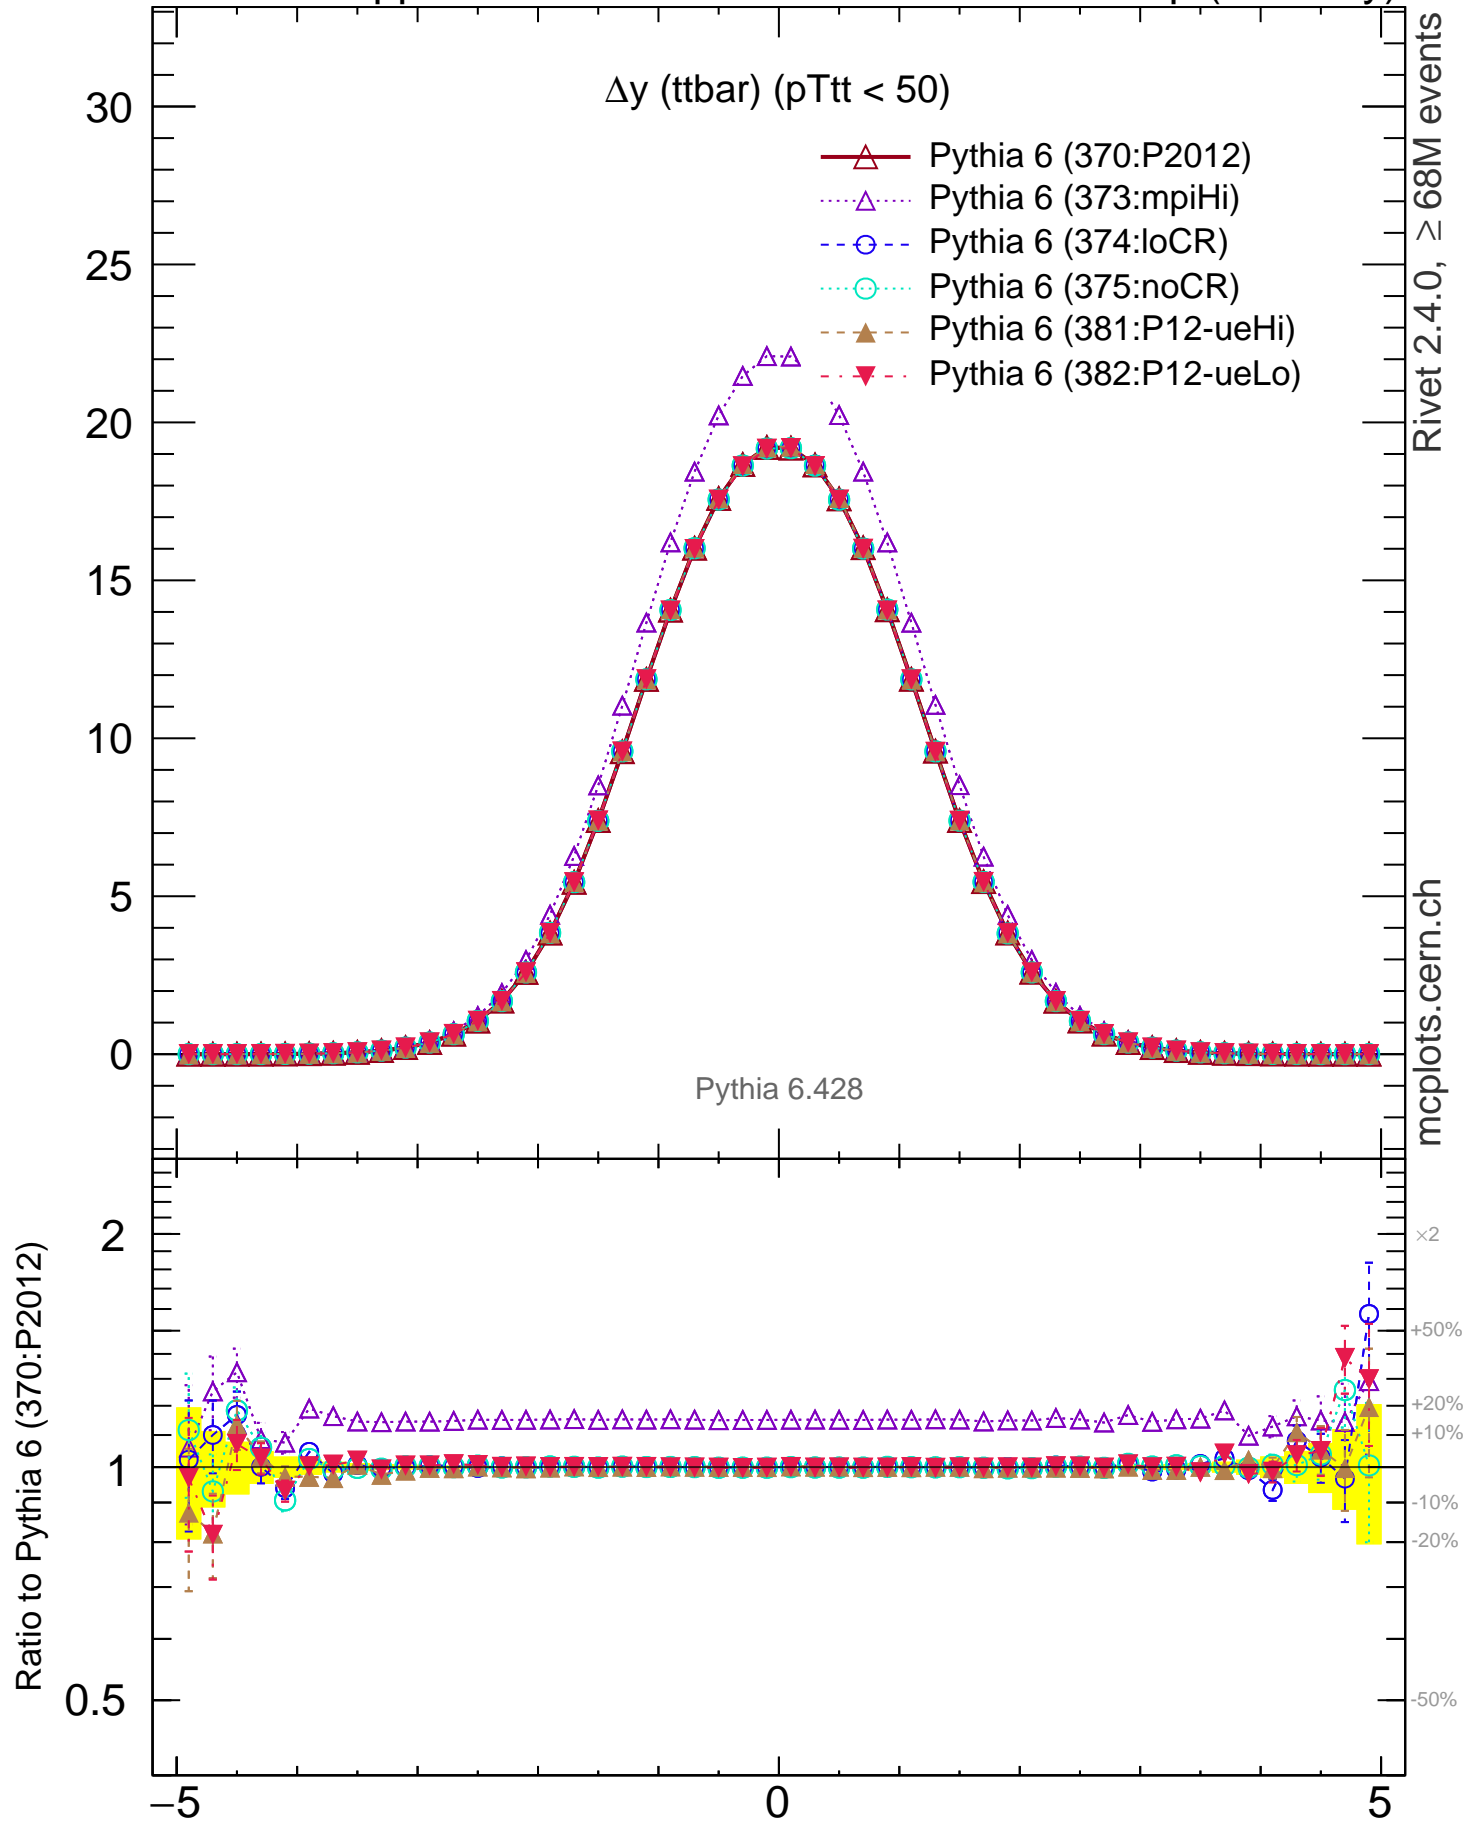 Δy (ttbar) (pTtt < 50)
Pythia 6 (370:P2012)
Pythia 6 (373:mpiHi)
Pythia 6 (374:loCR)
Pythia 6 (375:noCR)
Pythia 6 (381:P12-ueHi)
Pythia 6 (382:P12-ueLo)
30
25
20
15
10
5
0
Pythia 6.428
Rivet 2.4.0, ≥ 68M events
mcplots.cern.ch
Ratio to Pythia 6 (370:P2012)
2
1
0.5
×2
+50%
+20%
+10%
-10%
-20%
-50%
−5
0
5